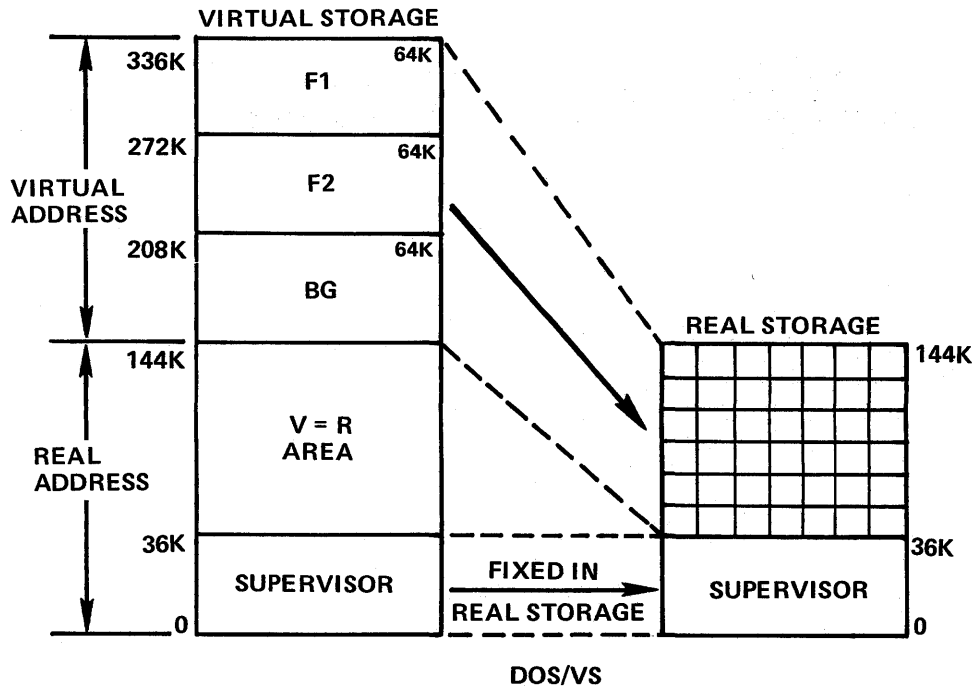 VIRTUAL STORAGE
336K
64K
F1
272K
64K
F2
VIRTUAL
ADDRESS
208K
64K
BG
REAL STORAGE
144K
144K
V = R
AREA
REAL
ADDRESS
36K
36K
SUPERVISOR
FIXED IN
REAL STORAGE
SUPERVISOR
0
0
DOS/VS